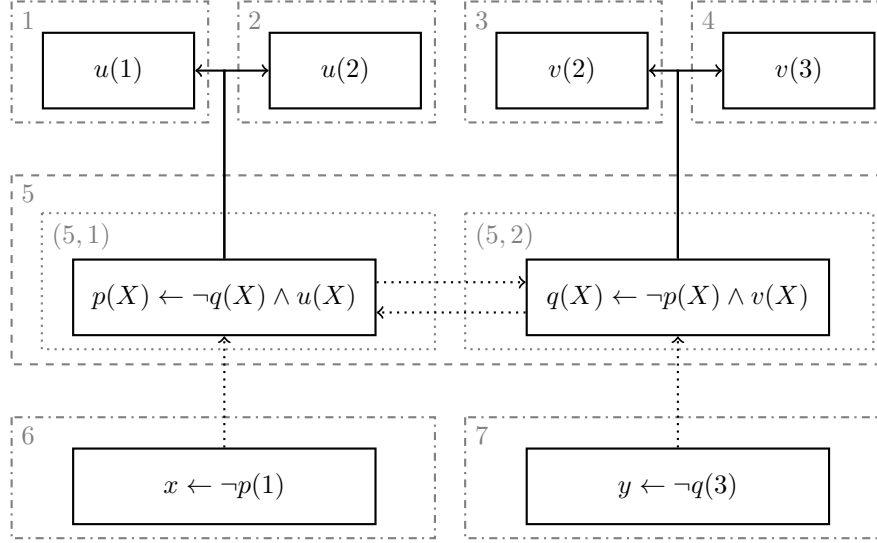 1 2 3 4
u(1) u(2) v(2) v(3)
5
(5, 1) (5, 2)
p(X) ← ¬q(X) ∧ u(X) q(X) ← ¬p(X) ∧ v(X)
6 7
x ← ¬p(1) y ← ¬q(3)